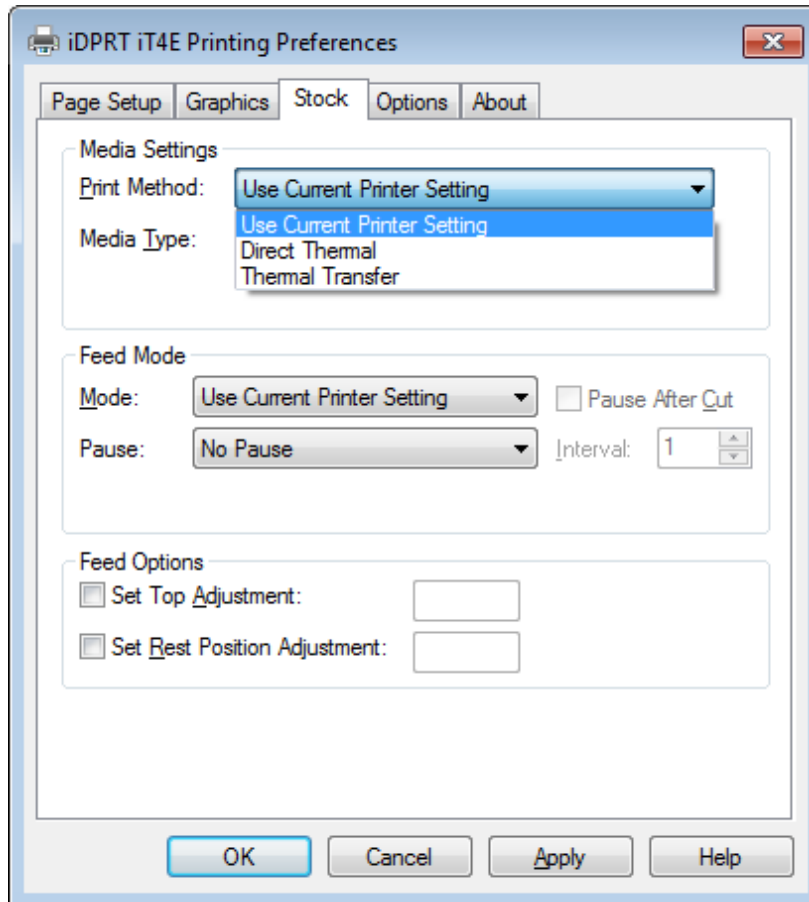 iDPRT iT4E Printing Preferences
Page Setup Graphics Stock Options About
Media Settings
Print Method: Use Current Printer Setting
Use Current Printer Setting
Media Type:
Direct Thermal
Thermal Transfer
Feed Mode
Mode: Use Current Printer Setting Pause After Cut
Pause: No Pause Interval: 1
Feed Options
Set Top Adjustment:
Set Rest Position Adjustment:
OK Cancel Apply Help